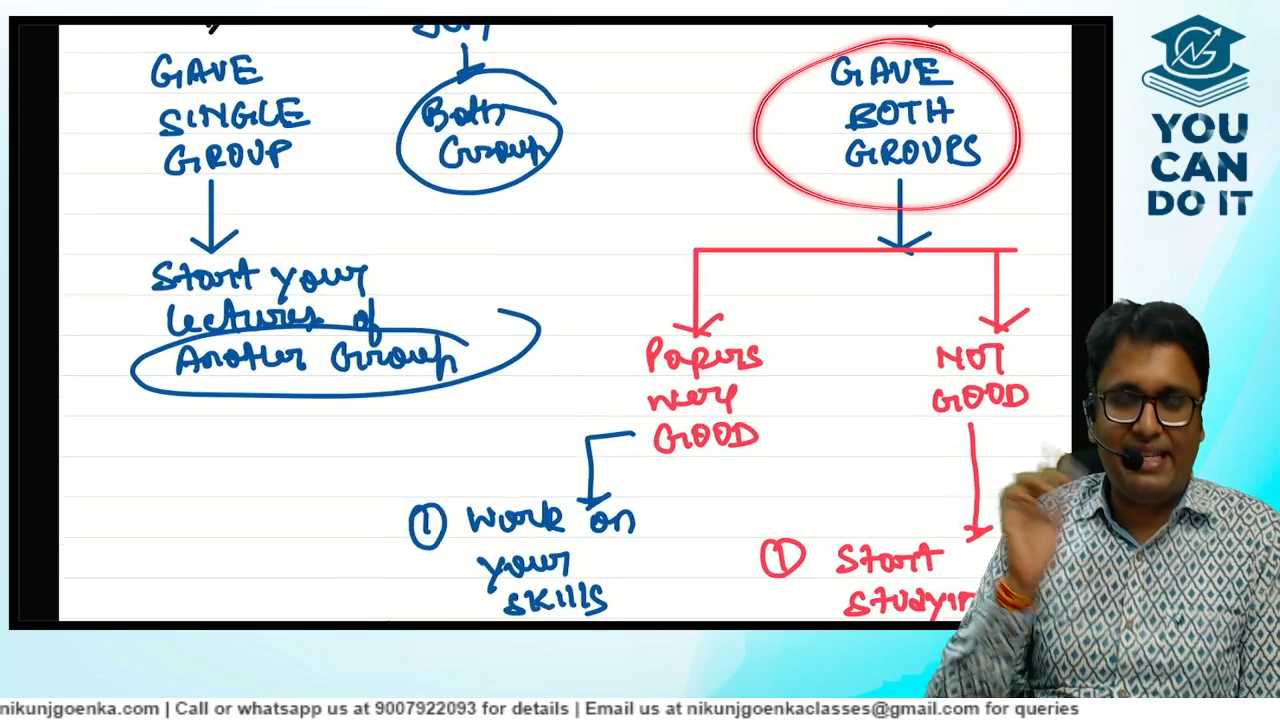 GAVE
SINGLE
GROUP
Start your
lectures of
Another Group
Both
Group
GAVE
BOTH
GROUPS
Papers
very
GOOD
NOT
GOOD
① Work on
your
skills
① Start
studyin
YOU
CAN
DO IT
nikunjgoenka.com | Call or whatsapp us at 9007922093 for details | Email us at nikunjgoenkaclasses@gmail.com for queries